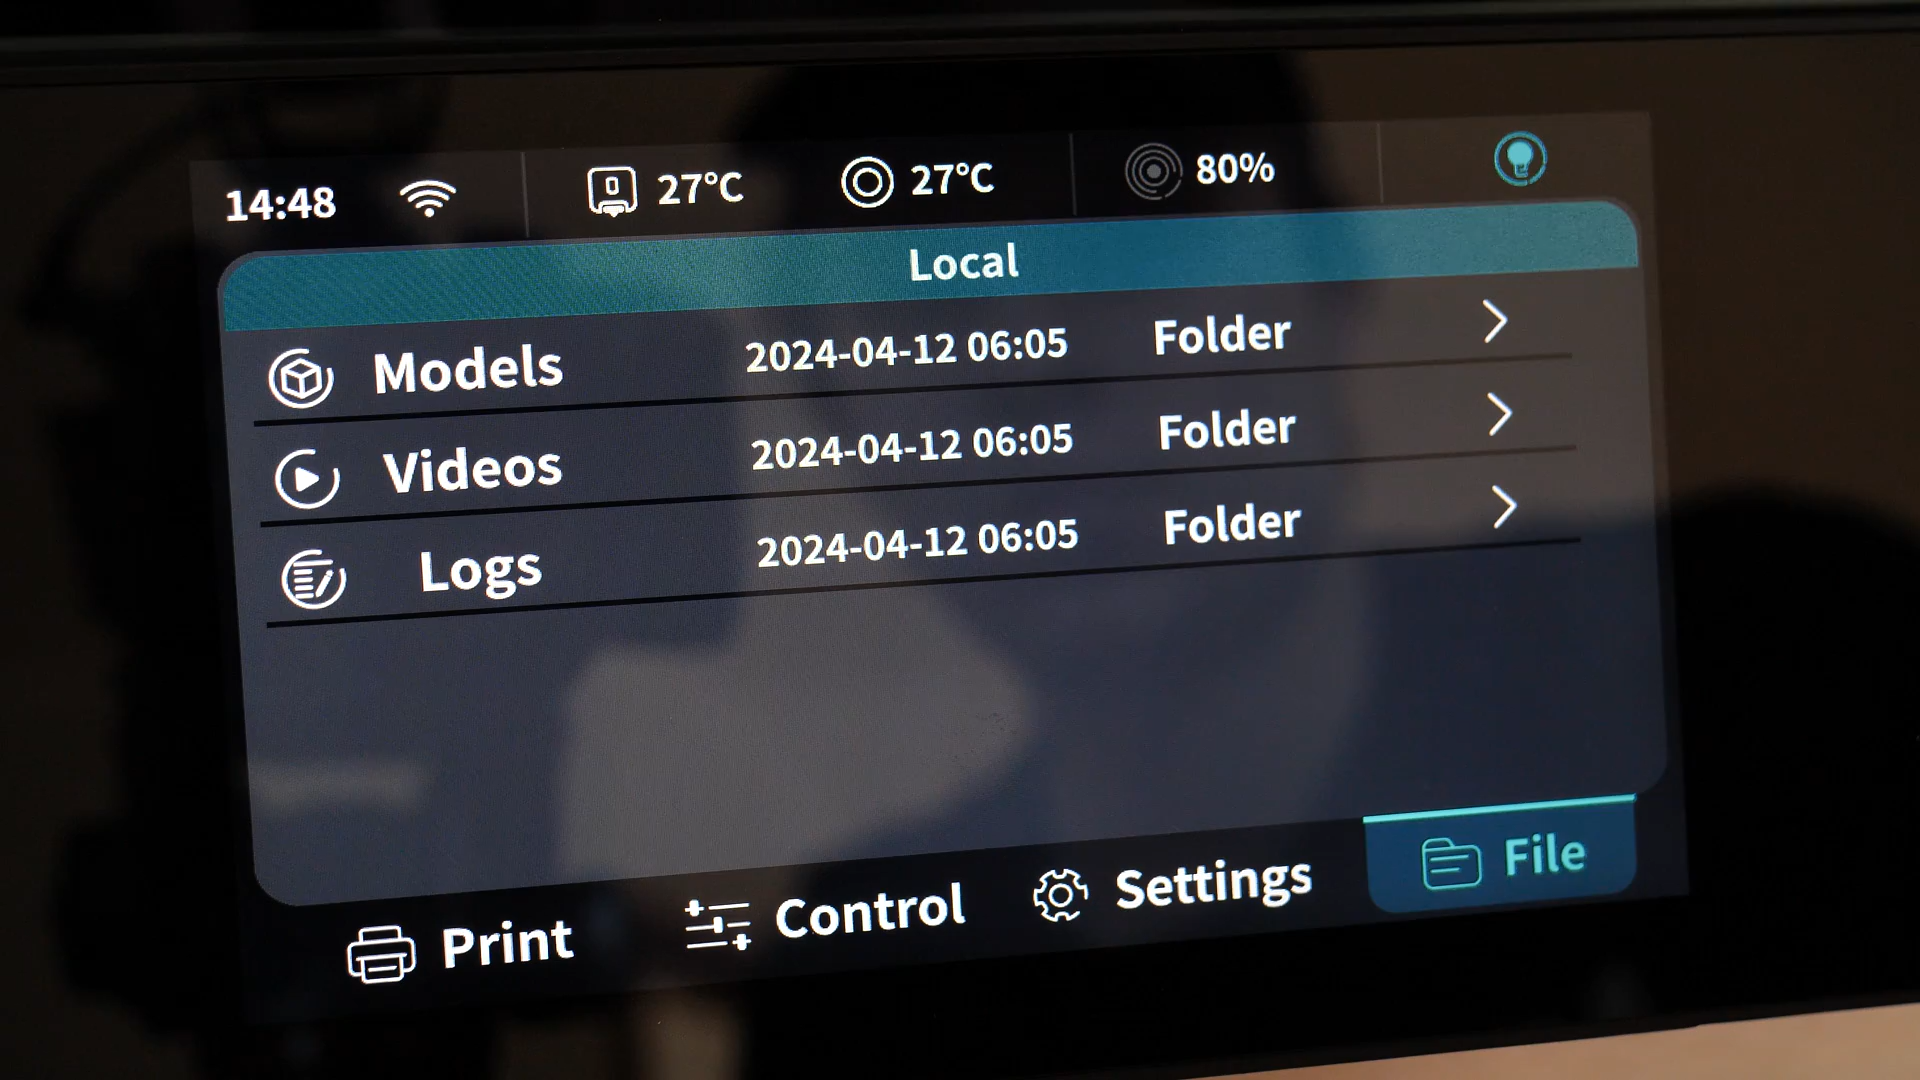 14:48 0 27°C 27°C 80%
Local
Models 2024-04-12 06:05 Folder
Videos 2024-04-12 06:05 Folder
Logs 2024-04-12 06:05 Folder
Print Control Settings File